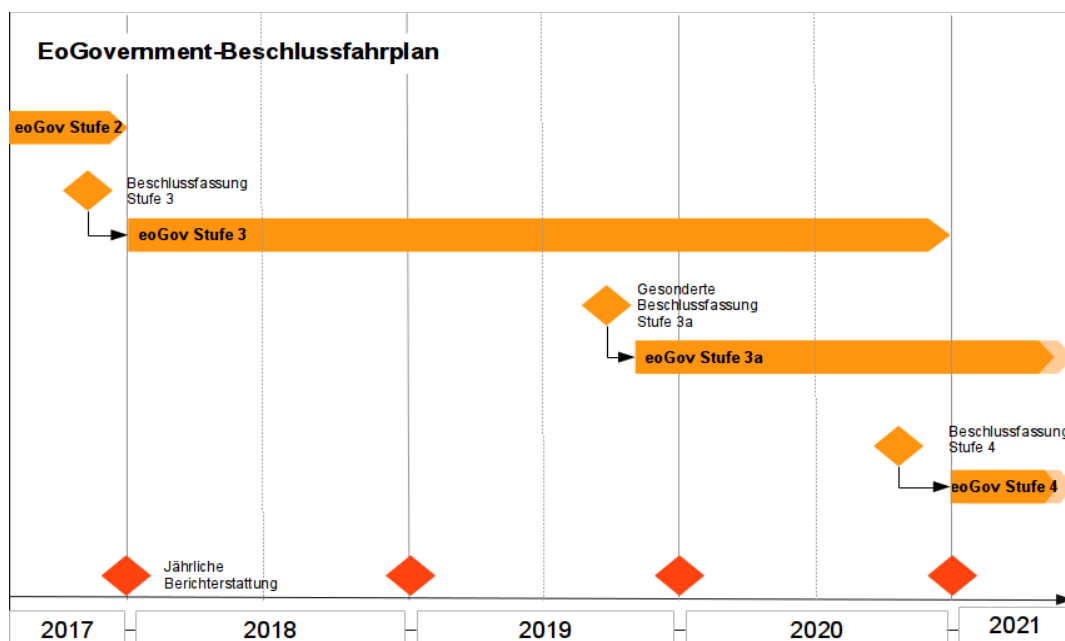 EoGovernment-Beschlussfahrplan
eoGov Stufe 2
Beschlussfassung
Stufe 3
eoGov Stufe 3
Gesonderte
Beschlussfassung
Stufe 3a
eoGov Stufe 3a
Beschlussfassung
Stufe 4
eoGov Stufe 4
Jährliche
Berichterstattung
2017
2018
2019
2020
2021